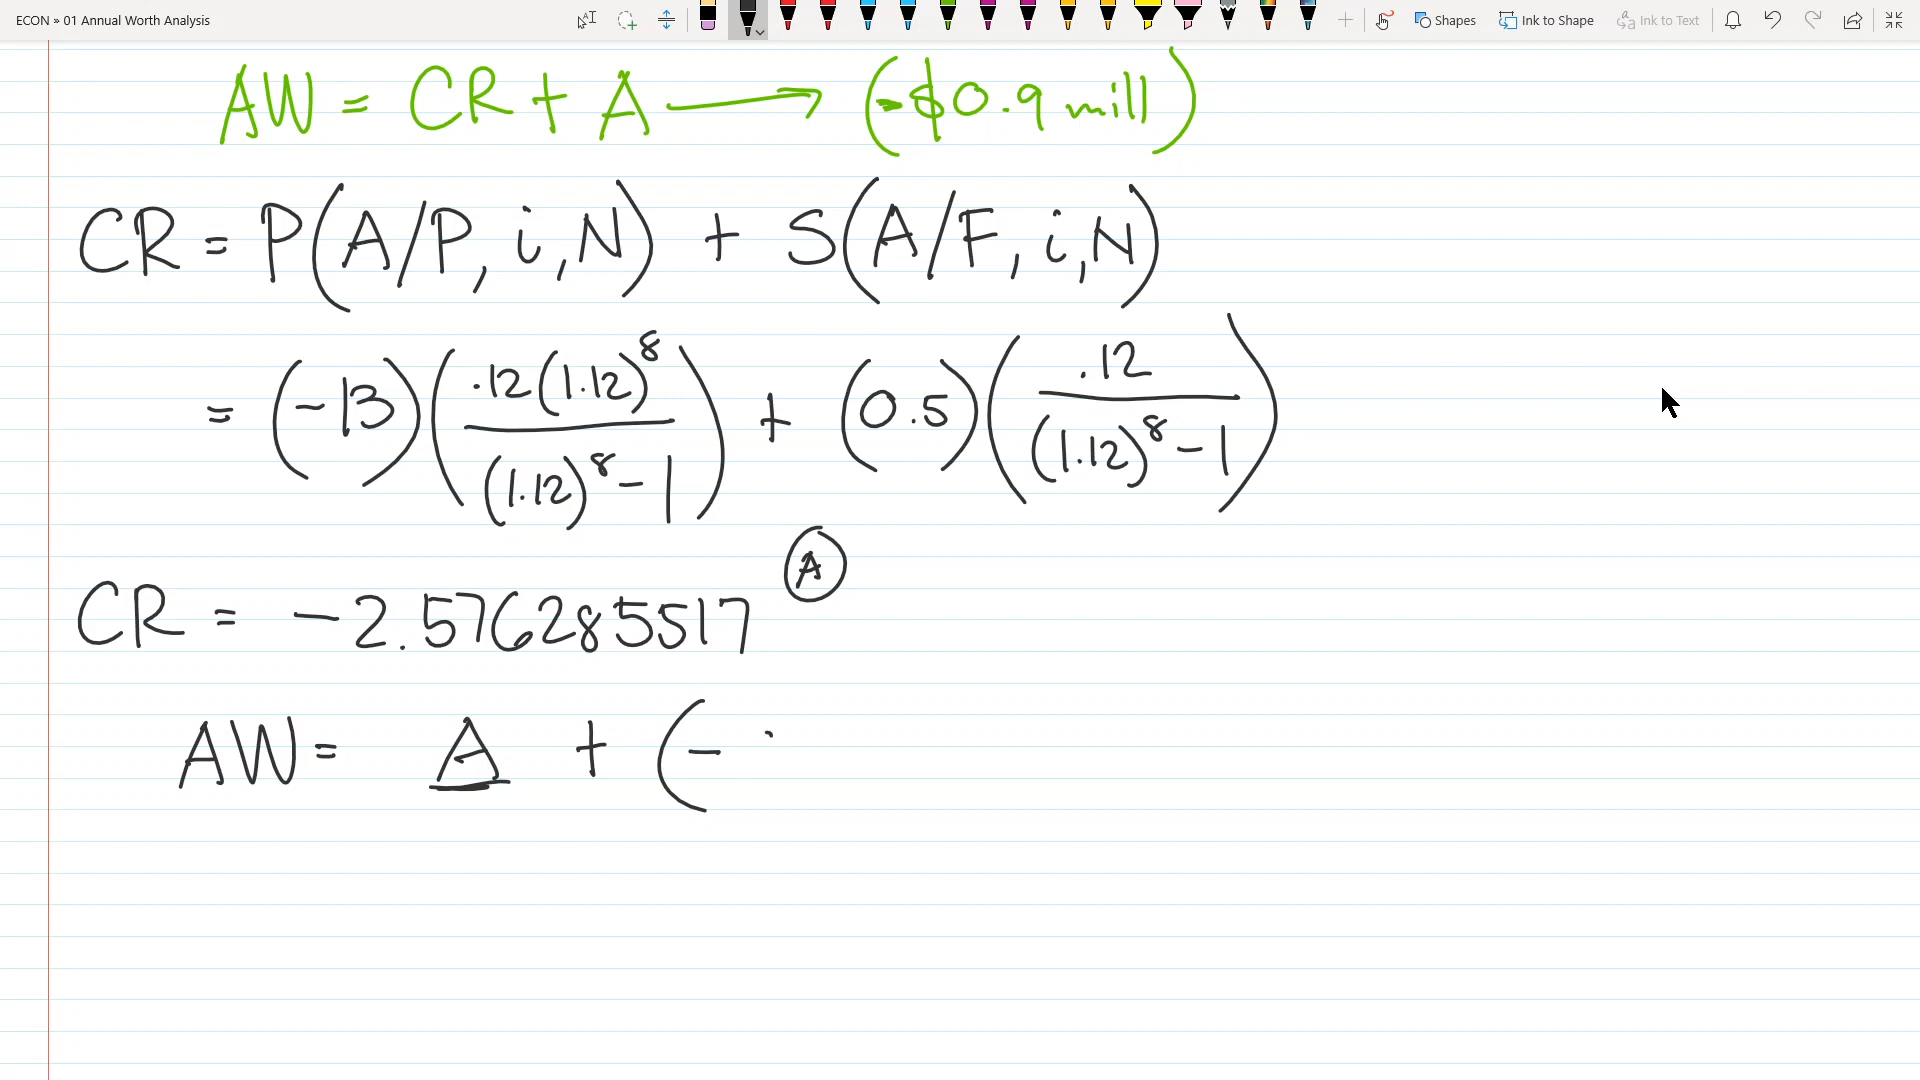 ECON » 01 Annual Worth Analysis
Shapes Ink to Shape Ink to Text
AW = CR + A → (-$0.9 mill)
CR = P(A/P, i, N) + S(A/F, i, N)
= (-13)(.12(1.12)^8 / (1.12)^8 - 1) + (0.5)(.12 / (1.12)^8 - 1)
CR = -2.576285517 A
AW = A + (- .